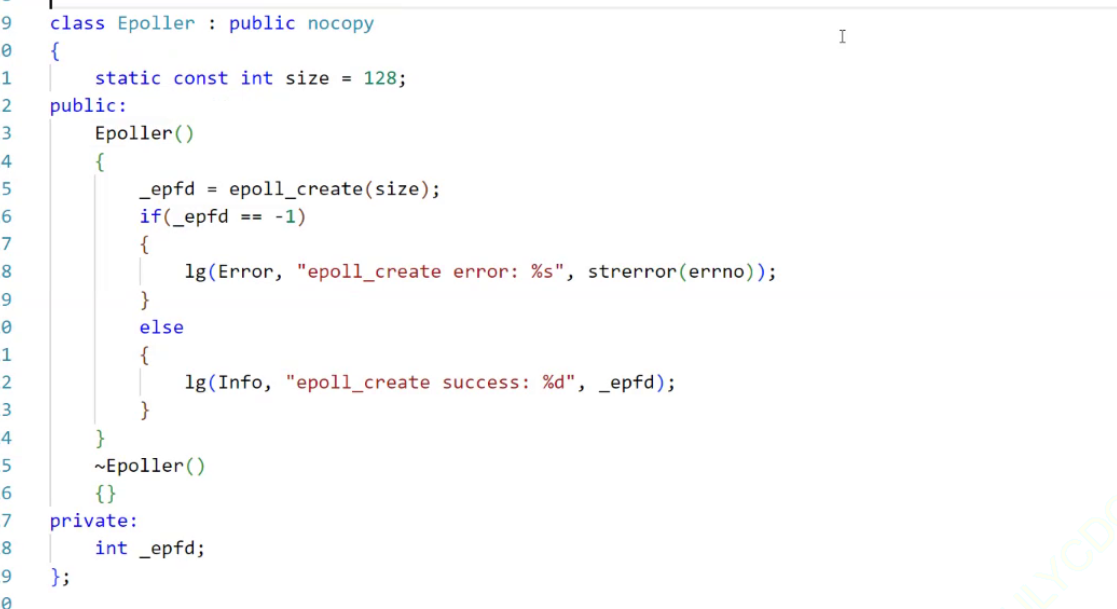 9 class Epoller : public nocopy
0 {
1     static const int size = 128;
2 public:
3     Epoller()
4     {
5         _epfd = epoll_create(size);
6         if(_epfd == -1)
7         {
8             lg(Error, "epoll_create error: %s", strerror(errno));
9         }
0         else
1         {
2             lg(Info, "epoll_create success: %d", _epfd);
3         }
4     }
5     ~Epoller()
6     {}
7 private:
8     int _epfd;
9 };
0